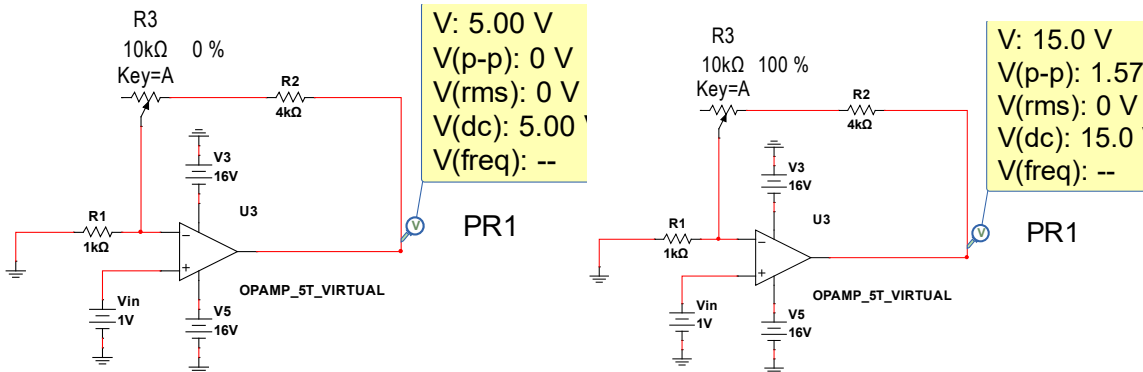 R3
10kΩ 0 %
Key=A
R2
4kΩ
V3
16V
U3
R1
1kΩ
OPAMP_5T_VIRTUAL
Vin
1V
V5
16V
V: 5.00 V
V(p-p): 0 V
V(rms): 0 V
V(dc): 5.00 V
V(freq): --
V
PR1
R3
10kΩ 100 %
Key=A
R2
4kΩ
V3
16V
U3
R1
1kΩ
OPAMP_5T_VIRTUAL
Vin
1V
V5
16V
V: 15.0 V
V(p-p): 1.57
V(rms): 0 V
V(dc): 15.0
V(freq): --
V
PR1